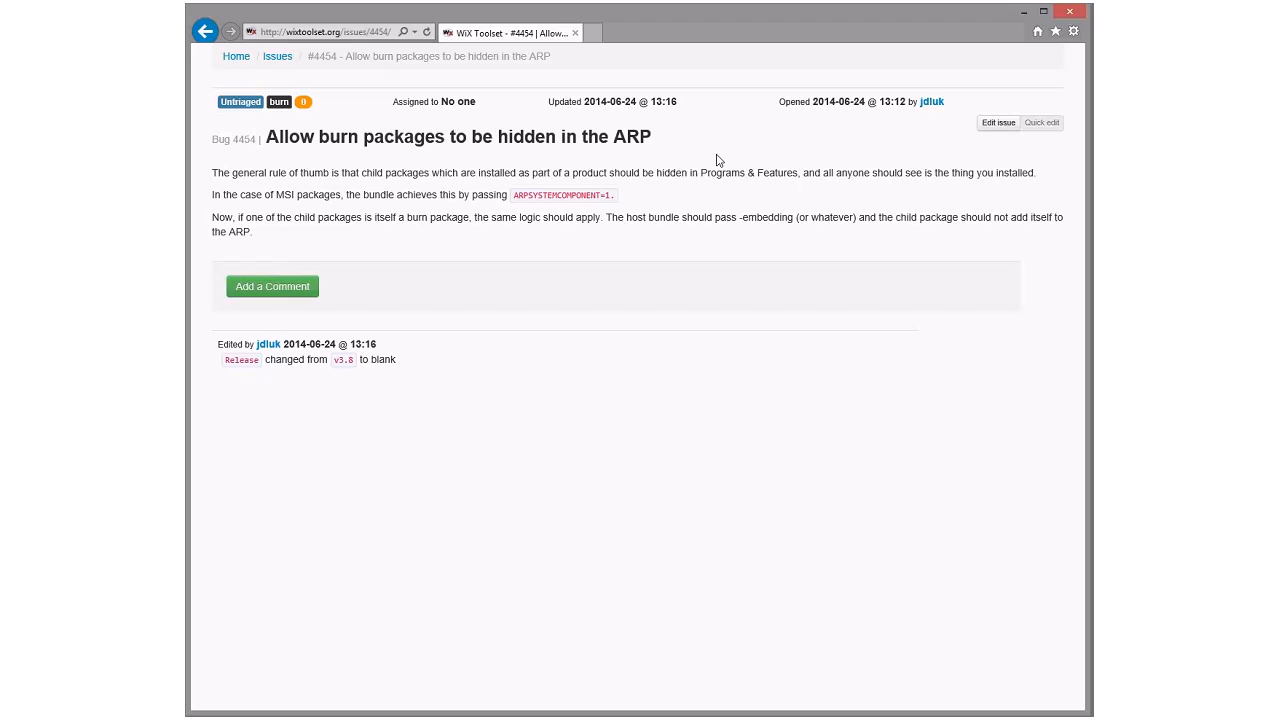 http://wixtoolset.org/issues/4454/
WiX Toolset - #4454 | Allow...
Home / Issues / #4454 - Allow burn packages to be hidden in the ARP
Untriaged burn 0 Assigned to No one Updated 2014-06-24 @ 13:16 Opened 2014-06-24 @ 13:12 by jdluk
Edit issue Quick edit
Bug 4454 | Allow burn packages to be hidden in the ARP
The general rule of thumb is that child packages which are installed as part of a product should be hidden in Programs & Features, and all anyone should see is the thing you installed.
In the case of MSI packages, the bundle achieves this by passing ARPSYSTEMCOMPONENT=1.
Now, if one of the child packages is itself a burn package, the same logic should apply. The host bundle should pass -embedding (or whatever) and the child package should not add itself to
the ARP.
Add a Comment
Edited by jdluk 2014-06-24 @ 13:16
Release changed from v3.8 to blank